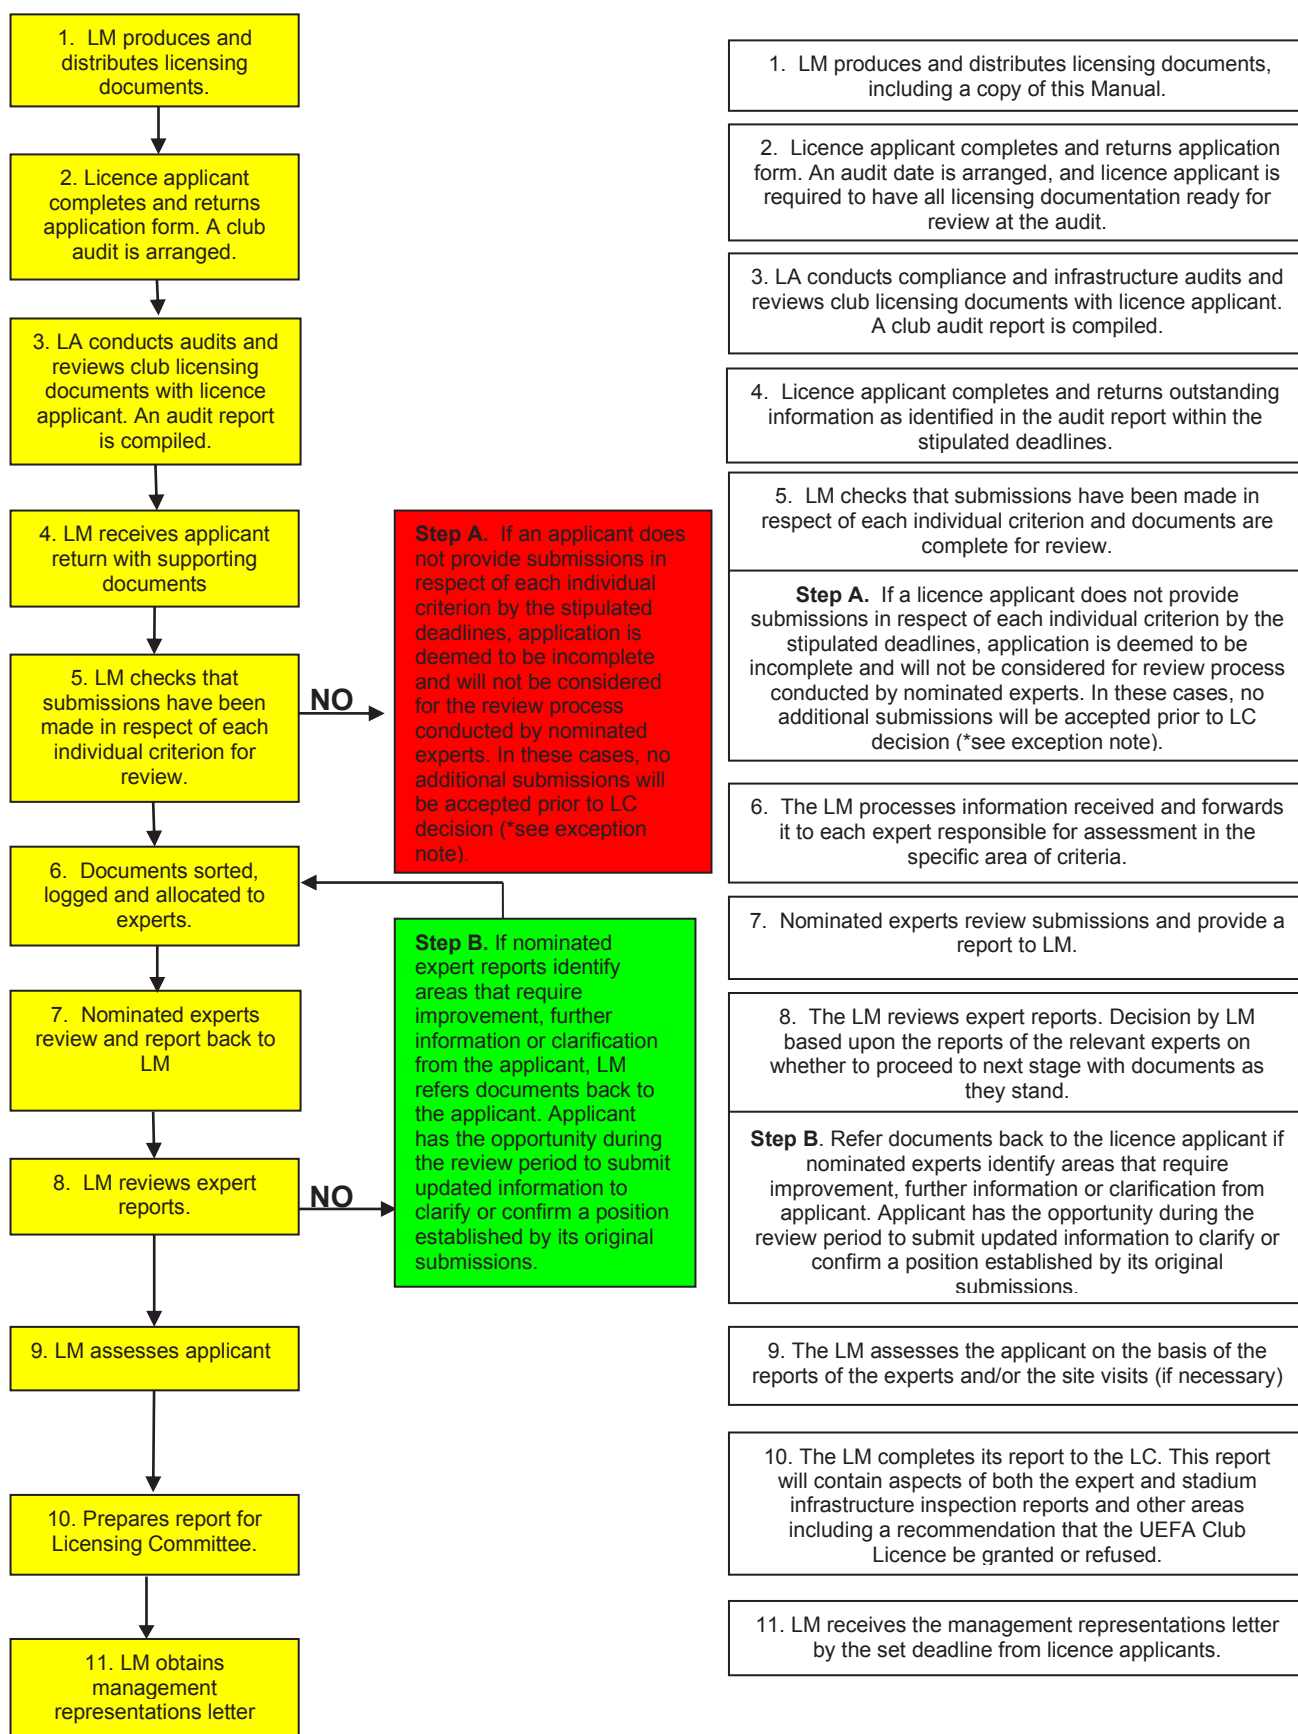 1. LM produces and
distributes licensing
documents.
2. Licence applicant
completes and returns
application form. A club
audit is arranged.
3. LA conducts audits and
reviews club licensing
documents with licence
applicant. An audit report
is compiled.
4. LM receives applicant
return with supporting
documents
5. LM checks that
submissions have been
made in respect of each
individual criterion for
review.
NO
6. Documents sorted,
logged and allocated to
experts.
7. Nominated experts
review and report back to
LM
8. LM reviews expert
reports.
NO
9. LM assesses applicant
10. Prepares report for
Licensing Committee.
11. LM obtains
management
representations letter
Step A. If an applicant does
not provide submissions in
respect of each individual
criterion by the stipulated
deadlines, application is
deemed to be incomplete
and will not be considered
for the review process
conducted by nominated
experts. In these cases, no
additional submissions will
be accepted prior to LC
decision (*see exception
note).
Step B. If nominated
expert reports identify
areas that require
improvement, further
information or clarification
from the applicant, LM
refers documents back to
the applicant. Applicant
has the opportunity during
the review period to submit
updated information to
clarify or confirm a position
established by its original
submissions.
1. LM produces and distributes licensing documents,
including a copy of this Manual.
2. Licence applicant completes and returns application
form. An audit date is arranged, and licence applicant is
required to have all licensing documentation ready for
review at the audit.
3. LA conducts compliance and infrastructure audits and
reviews club licensing documents with licence applicant.
A club audit report is compiled.
4. Licence applicant completes and returns outstanding
information as identified in the audit report within the
stipulated deadlines.
5. LM checks that submissions have been made in
respect of each individual criterion and documents are
complete for review.
Step A. If a licence applicant does not provide
submissions in respect of each individual criterion by the
stipulated deadlines, application is deemed to be
incomplete and will not be considered for review process
conducted by nominated experts. In these cases, no
additional submissions will be accepted prior to LC
decision (*see exception note).
6. The LM processes information received and forwards
it to each expert responsible for assessment in the
specific area of criteria.
7. Nominated experts review submissions and provide a
report to LM.
8. The LM reviews expert reports. Decision by LM
based upon the reports of the relevant experts on
whether to proceed to next stage with documents as
they stand.
Step B. Refer documents back to the licence applicant if
nominated experts identify areas that require
improvement, further information or clarification from
applicant. Applicant has the opportunity during the
review period to submit updated information to clarify or
confirm a position established by its original
submissions.
9. The LM assesses the applicant on the basis of the
reports of the experts and/or the site visits (if necessary)
10. The LM completes its report to the LC. This report
will contain aspects of both the expert and stadium
infrastructure inspection reports and other areas
including a recommendation that the UEFA Club
Licence be granted or refused.
11. LM receives the management representations letter
by the set deadline from licence applicants.